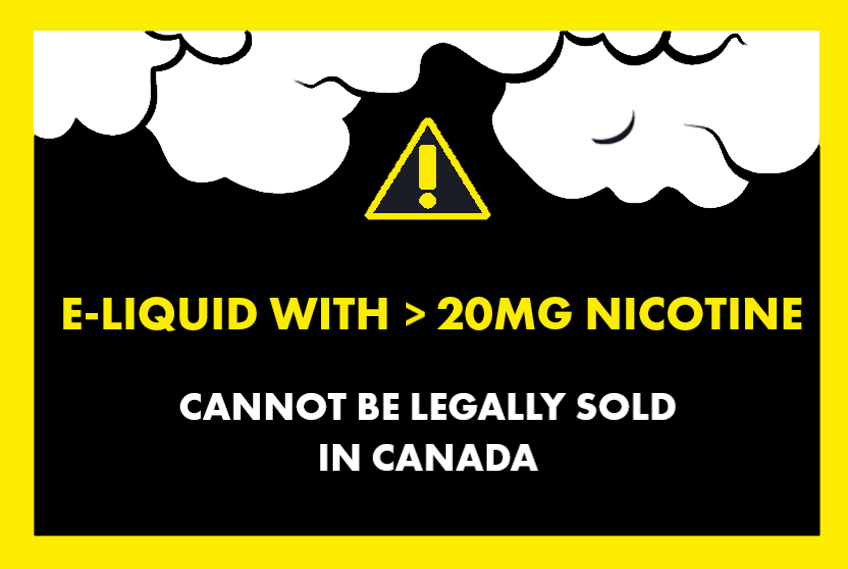 E-LIQUID WITH > 20MG NICOTINE
CANNOT BE LEGALLY SOLD
IN CANADA